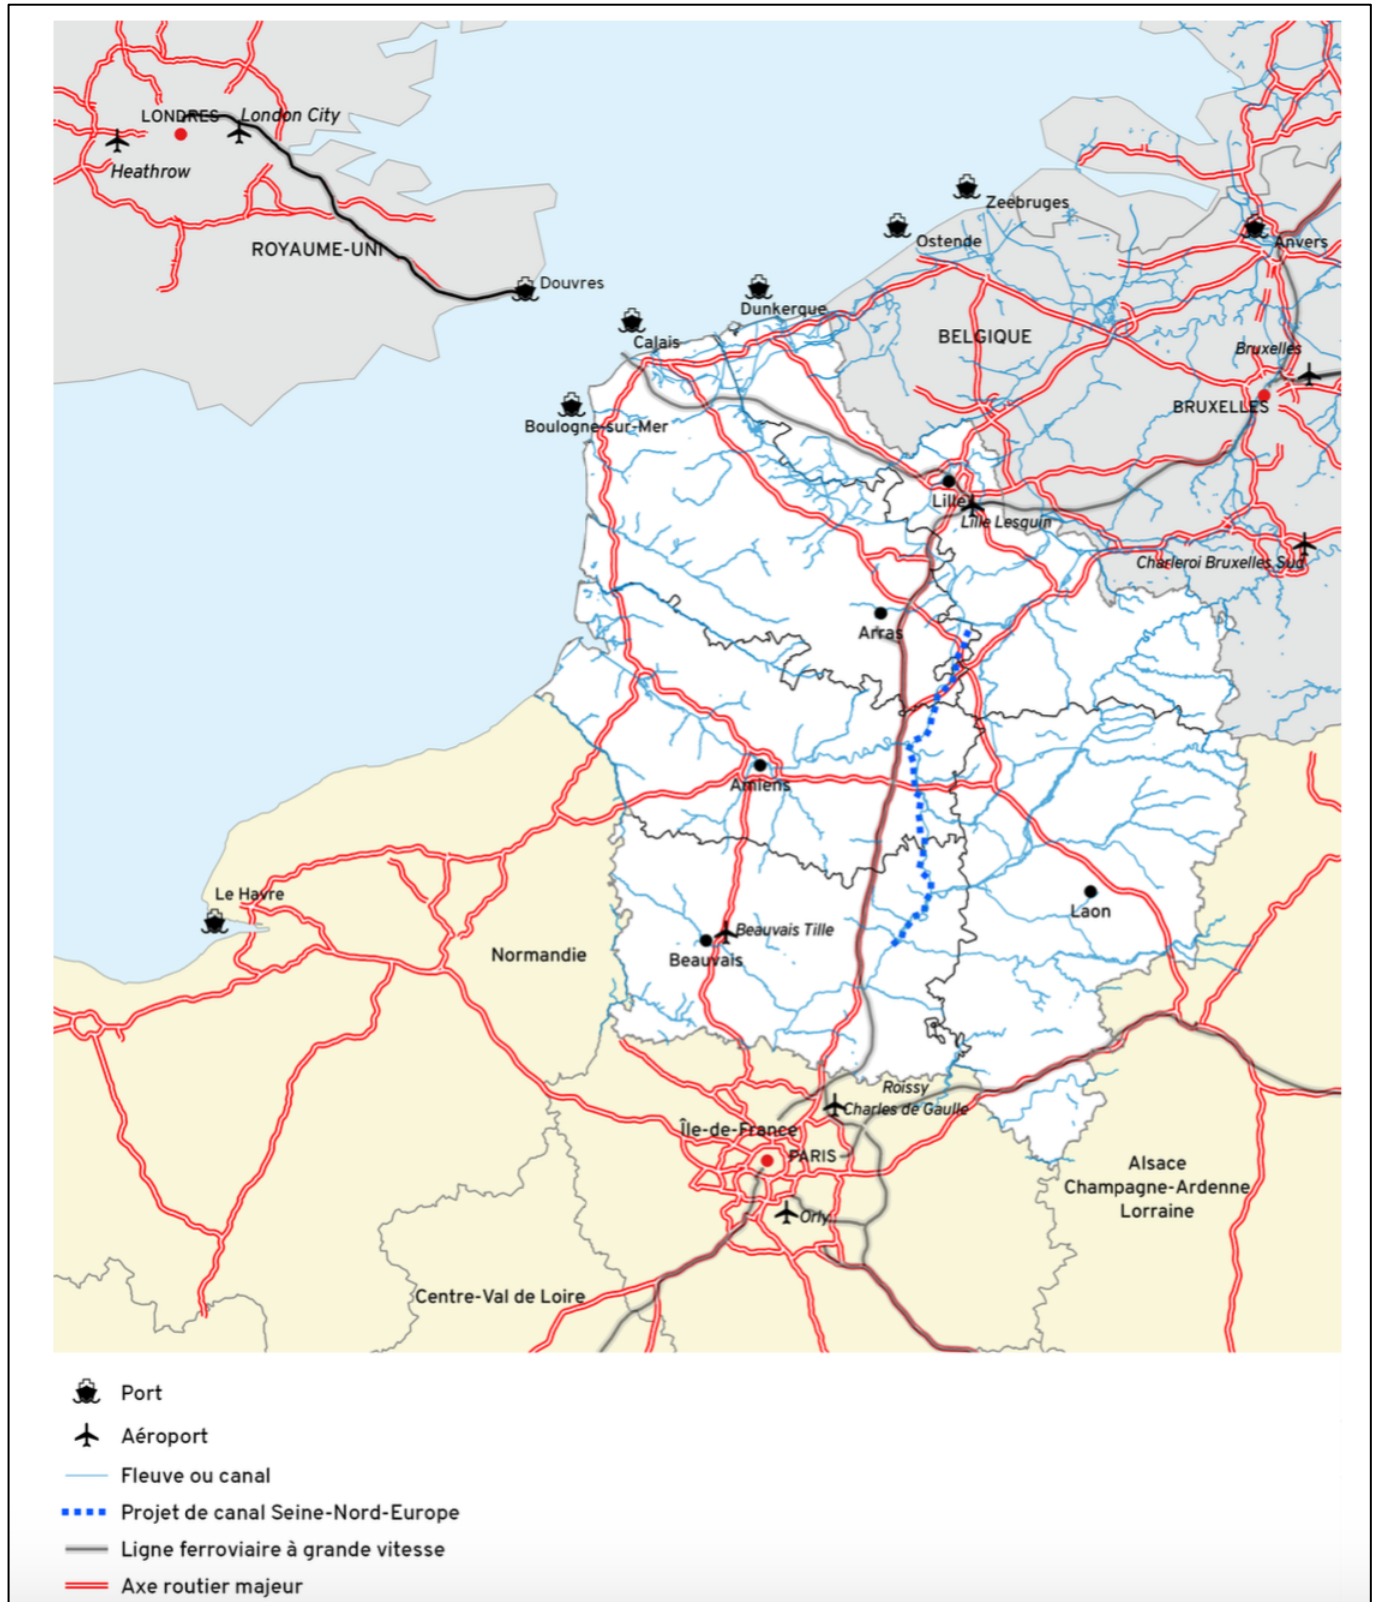 LONDRES
London City
Heathrow
ROYAUME-UNI
Douvres
Zeebruges
Ostende
Anvers
Dunkerque
Calais
BELGIQUE
Bruxelles
BRUXELLES
Boulogne-sur-Mer
Lille
Lille Lesquin
Charleroi Bruxelles Sud
Arras
Amiens
Le Havre
Laon
Beauvais Tille
Normandie
Beauvais
Roissy
Charles de Gaulle
Île-de-France
PARIS
Orly
Alsace
Champagne-Ardenne
Lorraine
Centre-Val de Loire
Port
Aéroport
Fleuve ou canal
Projet de canal Seine-Nord-Europe
Ligne ferroviaire à grande vitesse
Axe routier majeur